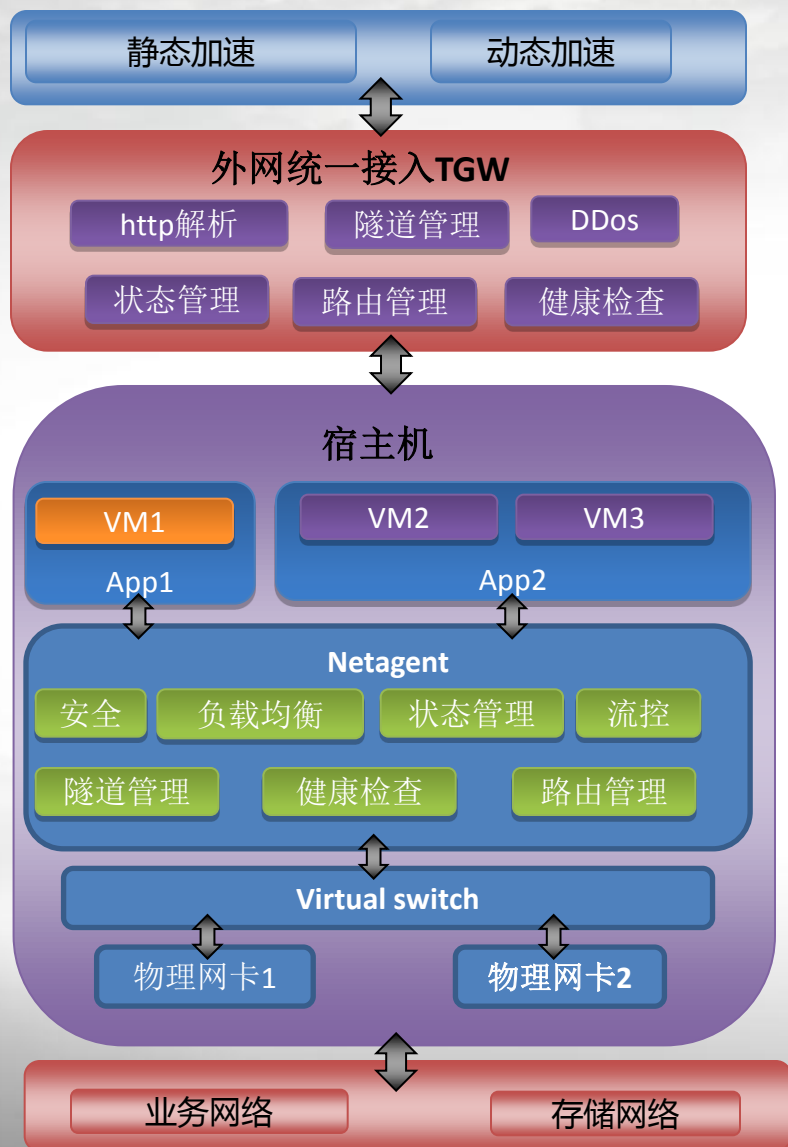 静态加速
动态加速
外网统一接入TGW
http解析
隧道管理
DDos
状态管理
路由管理
健康检查
宿主机
VM1
VM2
VM3
App1
App2
Netagent
安全
负载均衡
状态管理
流控
隧道管理
健康检查
路由管理
Virtual switch
物理网卡1
物理网卡2
业务网络
存储网络